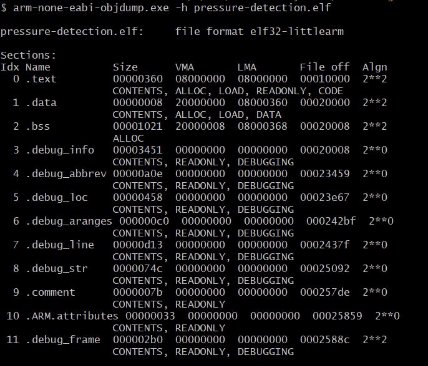 $ arm-none-eabi-objdump.exe -h pressure-detection.elf
pressure-detection.elf:     file format elf32-littlearm
Sections:
Idx Name          Size      VMA       LMA       File off  Algn
  0 .text         00000360  08000000  08000000  00010000  2**2
                  CONTENTS, ALLOC, LOAD, READONLY, CODE
  1 .data         00000008  20000000  08000360  00020000  2**2
                  CONTENTS, ALLOC, LOAD, DATA
  2 .bss          00001021  20000008  08000368  00020008  2**2
                  ALLOC
  3 .debug_info   00003451  00000000  00000000  00020008  2**0
                  CONTENTS, READONLY, DEBUGGING
  4 .debug_abbrev 00000a0e  00000000  00000000  00023459  2**0
                  CONTENTS, READONLY, DEBUGGING
  5 .debug_loc    00000458  00000000  00000000  00023e67  2**0
                  CONTENTS, READONLY, DEBUGGING
  6 .debug_aranges 000000c0  00000000  00000000  000242bf  2**0
                  CONTENTS, READONLY, DEBUGGING
  7 .debug_line   00000d13  00000000  00000000  0002437f  2**0
                  CONTENTS, READONLY, DEBUGGING
  8 .debug_str    0000074c  00000000  00000000  00025092  2**0
                  CONTENTS, READONLY, DEBUGGING
  9 .comment      0000007b  00000000  00000000  000257de  2**0
                  CONTENTS, READONLY
 10 .ARM.attributes 00000033  00000000  00000000  00025859  2**0
                  CONTENTS, READONLY
 11 .debug_frame  000002b0  00000000  00000000  0002588c  2**2
                  CONTENTS, READONLY, DEBUGGING